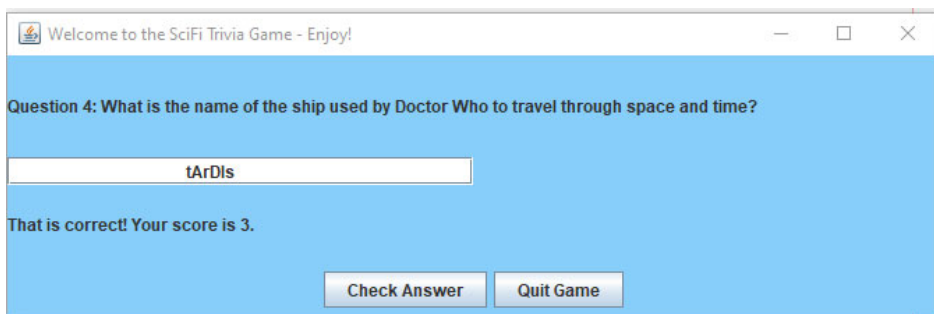 Welcome to the SciFi Trivia Game - Enjoy!
Question 4: What is the name of the ship used by Doctor Who to travel through space and time?
tArDIs
That is correct! Your score is 3.
Check Answer Quit Game